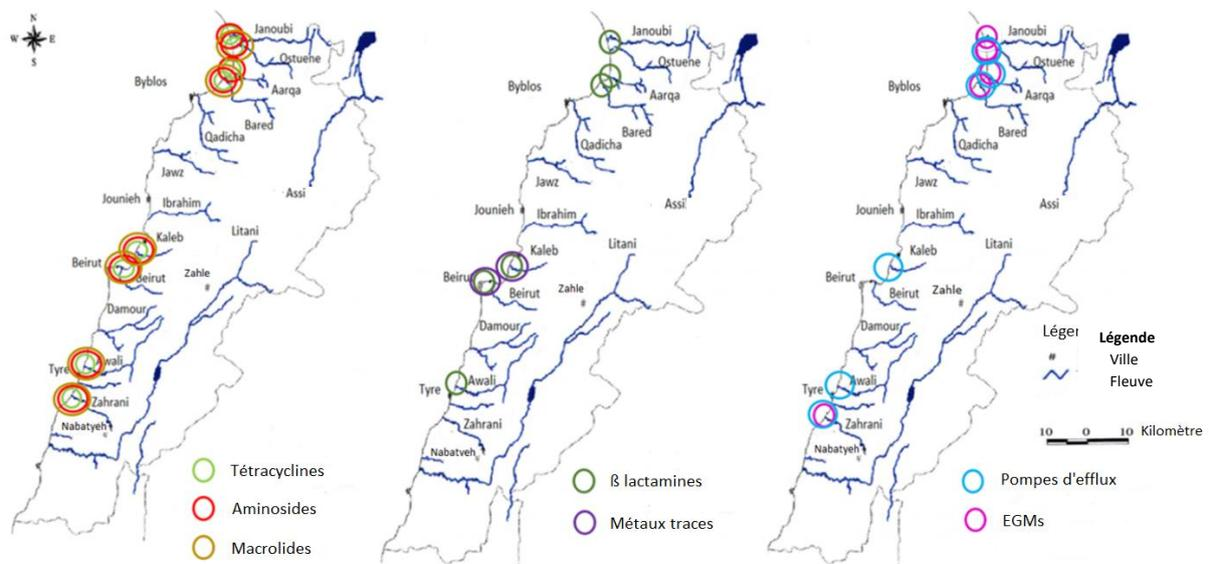 N
W E
S
Janoubi
Ostuene
Aarqa
Byblos
Bared
Qadicha
Jawz
Assi
Jounieh
Ibrahim
Kaleb
Litani
Beirut
Beirut
Zahle
Damour
Awali
Tyre
Zahrani
Nabatyeh
Tétracyclines
Aminosides
Macrolides
Janoubi
Ostuene
Aarqa
Byblos
Bared
Qadicha
Jawz
Assi
Jounieh
Ibrahim
Kaleb
Litani
Beirut
Beirut
Zahle
Damour
Awali
Tyre
Zahrani
Nabatyeh
ß lactamines
Métaux traces
Janoubi
Ostuene
Aarqa
Byblos
Bared
Qadicha
Jawz
Assi
Jounieh
Ibrahim
Kaleb
Litani
Beirut
Beirut
Zahle
Damour
Awali
Tyre
Zahrani
Nabatyeh
Pompes d'efflux
EGMs
Léger
Légende
Ville
Fleuve
10 0 10 Kilomètre